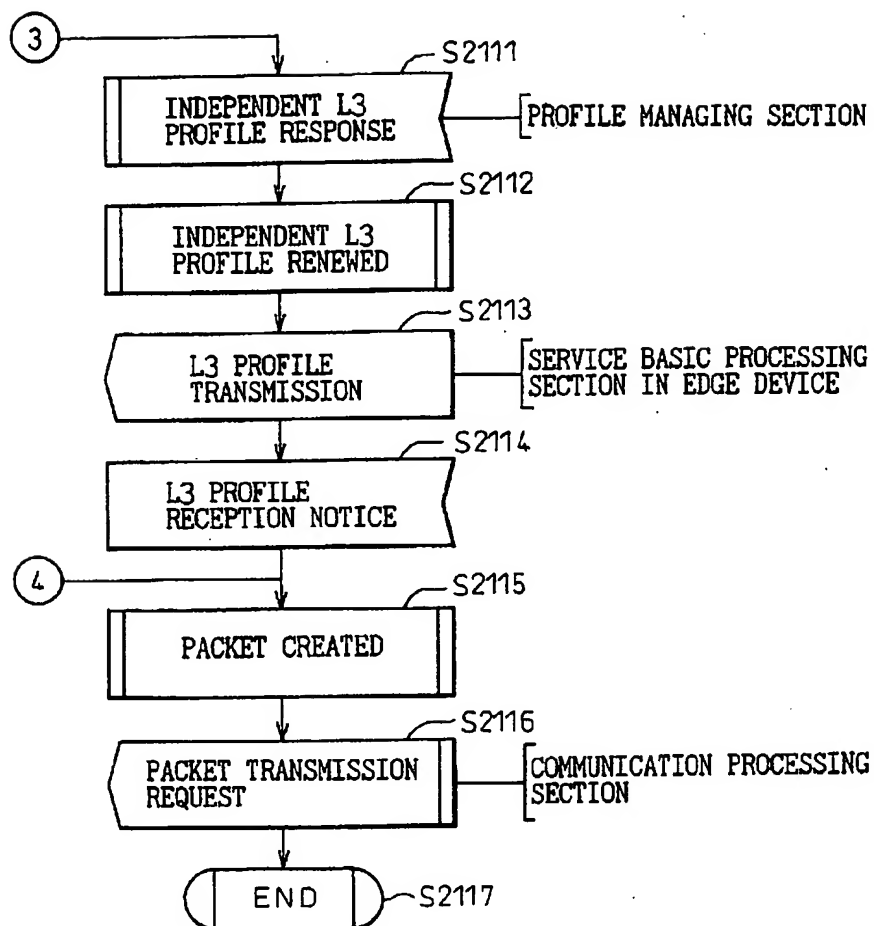 3
S2111
INDEPENDENT L3
PROFILE RESPONSE
PROFILE MANAGING SECTION
S2112
INDEPENDENT L3
PROFILE RENEWED
S2113
L3 PROFILE
TRANSMISSION
SERVICE BASIC PROCESSING
SECTION IN EDGE DEVICE
S2114
L3 PROFILE
RECEPTION NOTICE
4
S2115
PACKET CREATED
S2116
PACKET TRANSMISSION
REQUEST
COMMUNICATION PROCESSING
SECTION
END
S2117